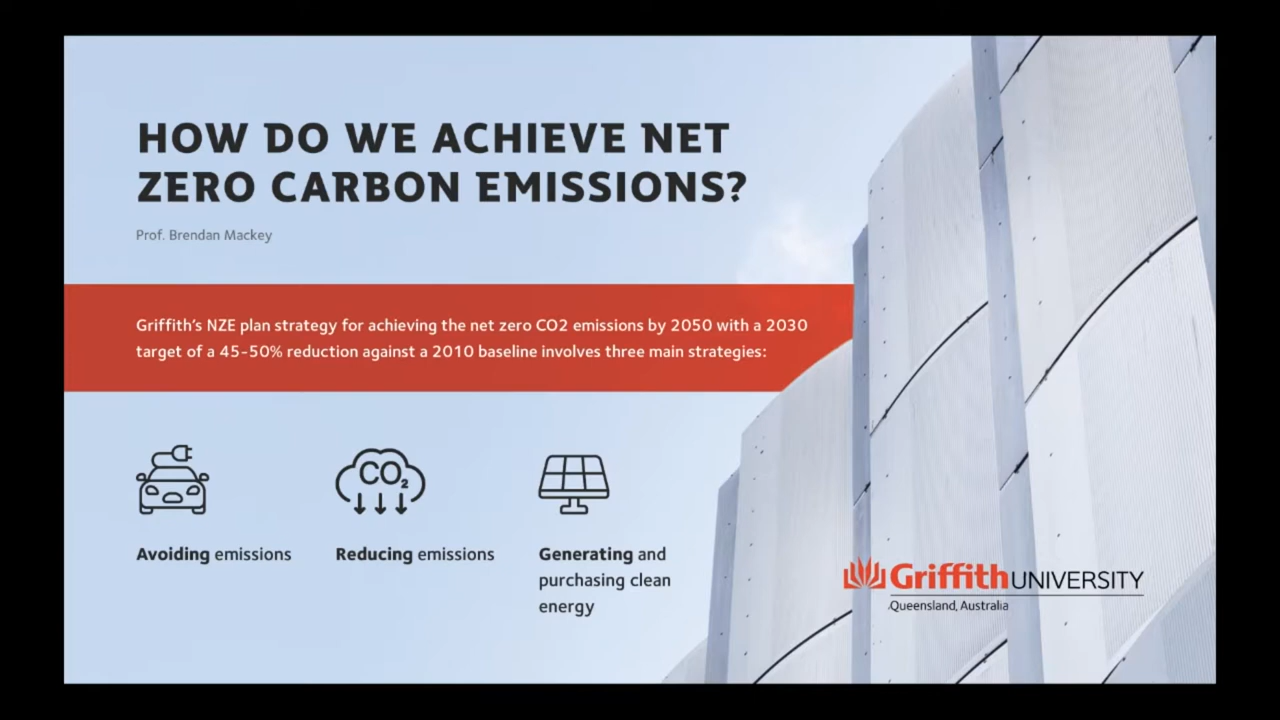 HOW DO WE ACHIEVE NET
ZERO CARBON EMISSIONS?
Prof. Brendan Mackey
Griffith's NZE plan strategy for achieving the net zero CO2 emissions by 2050 with a 2030
target of a 45-50% reduction against a 2010 baseline involves three main strategies:
CO₂
Avoiding emissions
Reducing emissions
Generating and
purchasing clean
energy
Griffith UNIVERSITY
Queensland, Australia